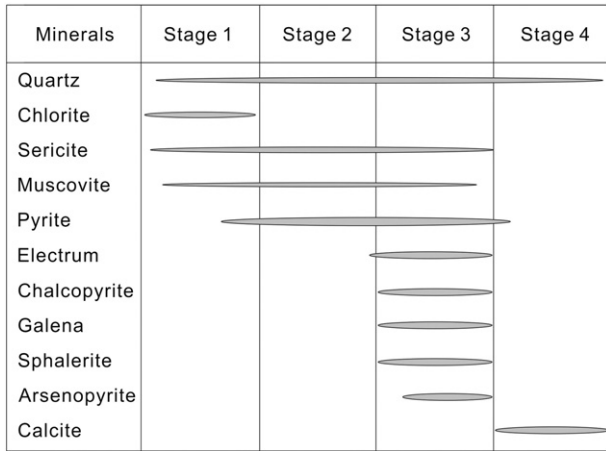 Minerals Stage 1 Stage 2 Stage 3 Stage 4
Quartz
Chlorite
Sericite
Muscovite
Pyrite
Electrum
Chalcopyrite
Galena
Sphalerite
Arsenopyrite
Calcite